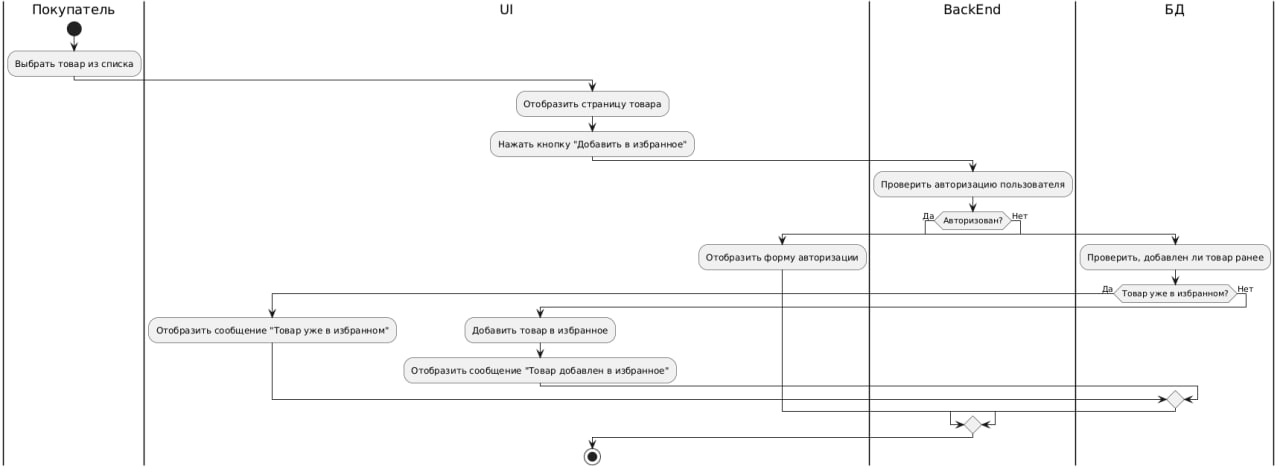 Покупатель
UI
BackEnd
БД
Выбрать товар из списка
Отобразить страницу товара
Нажать кнопку "Добавить в избранное"
Проверить авторизацию пользователя
Да
Авторизован?
Нет
Отобразить форму авторизации
Проверить, добавлен ли товар ранее
Да
Товар уже в избранном?
Нет
Отобразить сообщение "Товар уже в избранном"
Добавить товар в избранное
Отобразить сообщение "Товар добавлен в избранное"